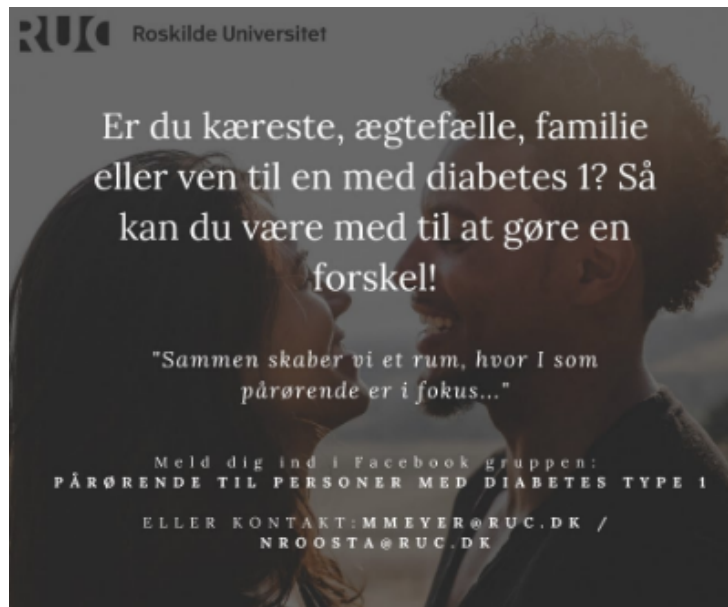 RUC Roskilde Universitet
Er du kæreste, ægtefælle, familie
eller ven til en med diabetes 1? Så
kan du være med til at gøre en
forskel!
"Sammen skaber vi et rum, hvor I som
pårørende er i fokus..."
Meld dig ind i Facebook gruppen:
PÅRØRENDE TIL PERSONER MED DIABETES TYPE 1
ELLER KONTAKT:MMEYER@RUC.DK /
NROOSTA@RUC.DK